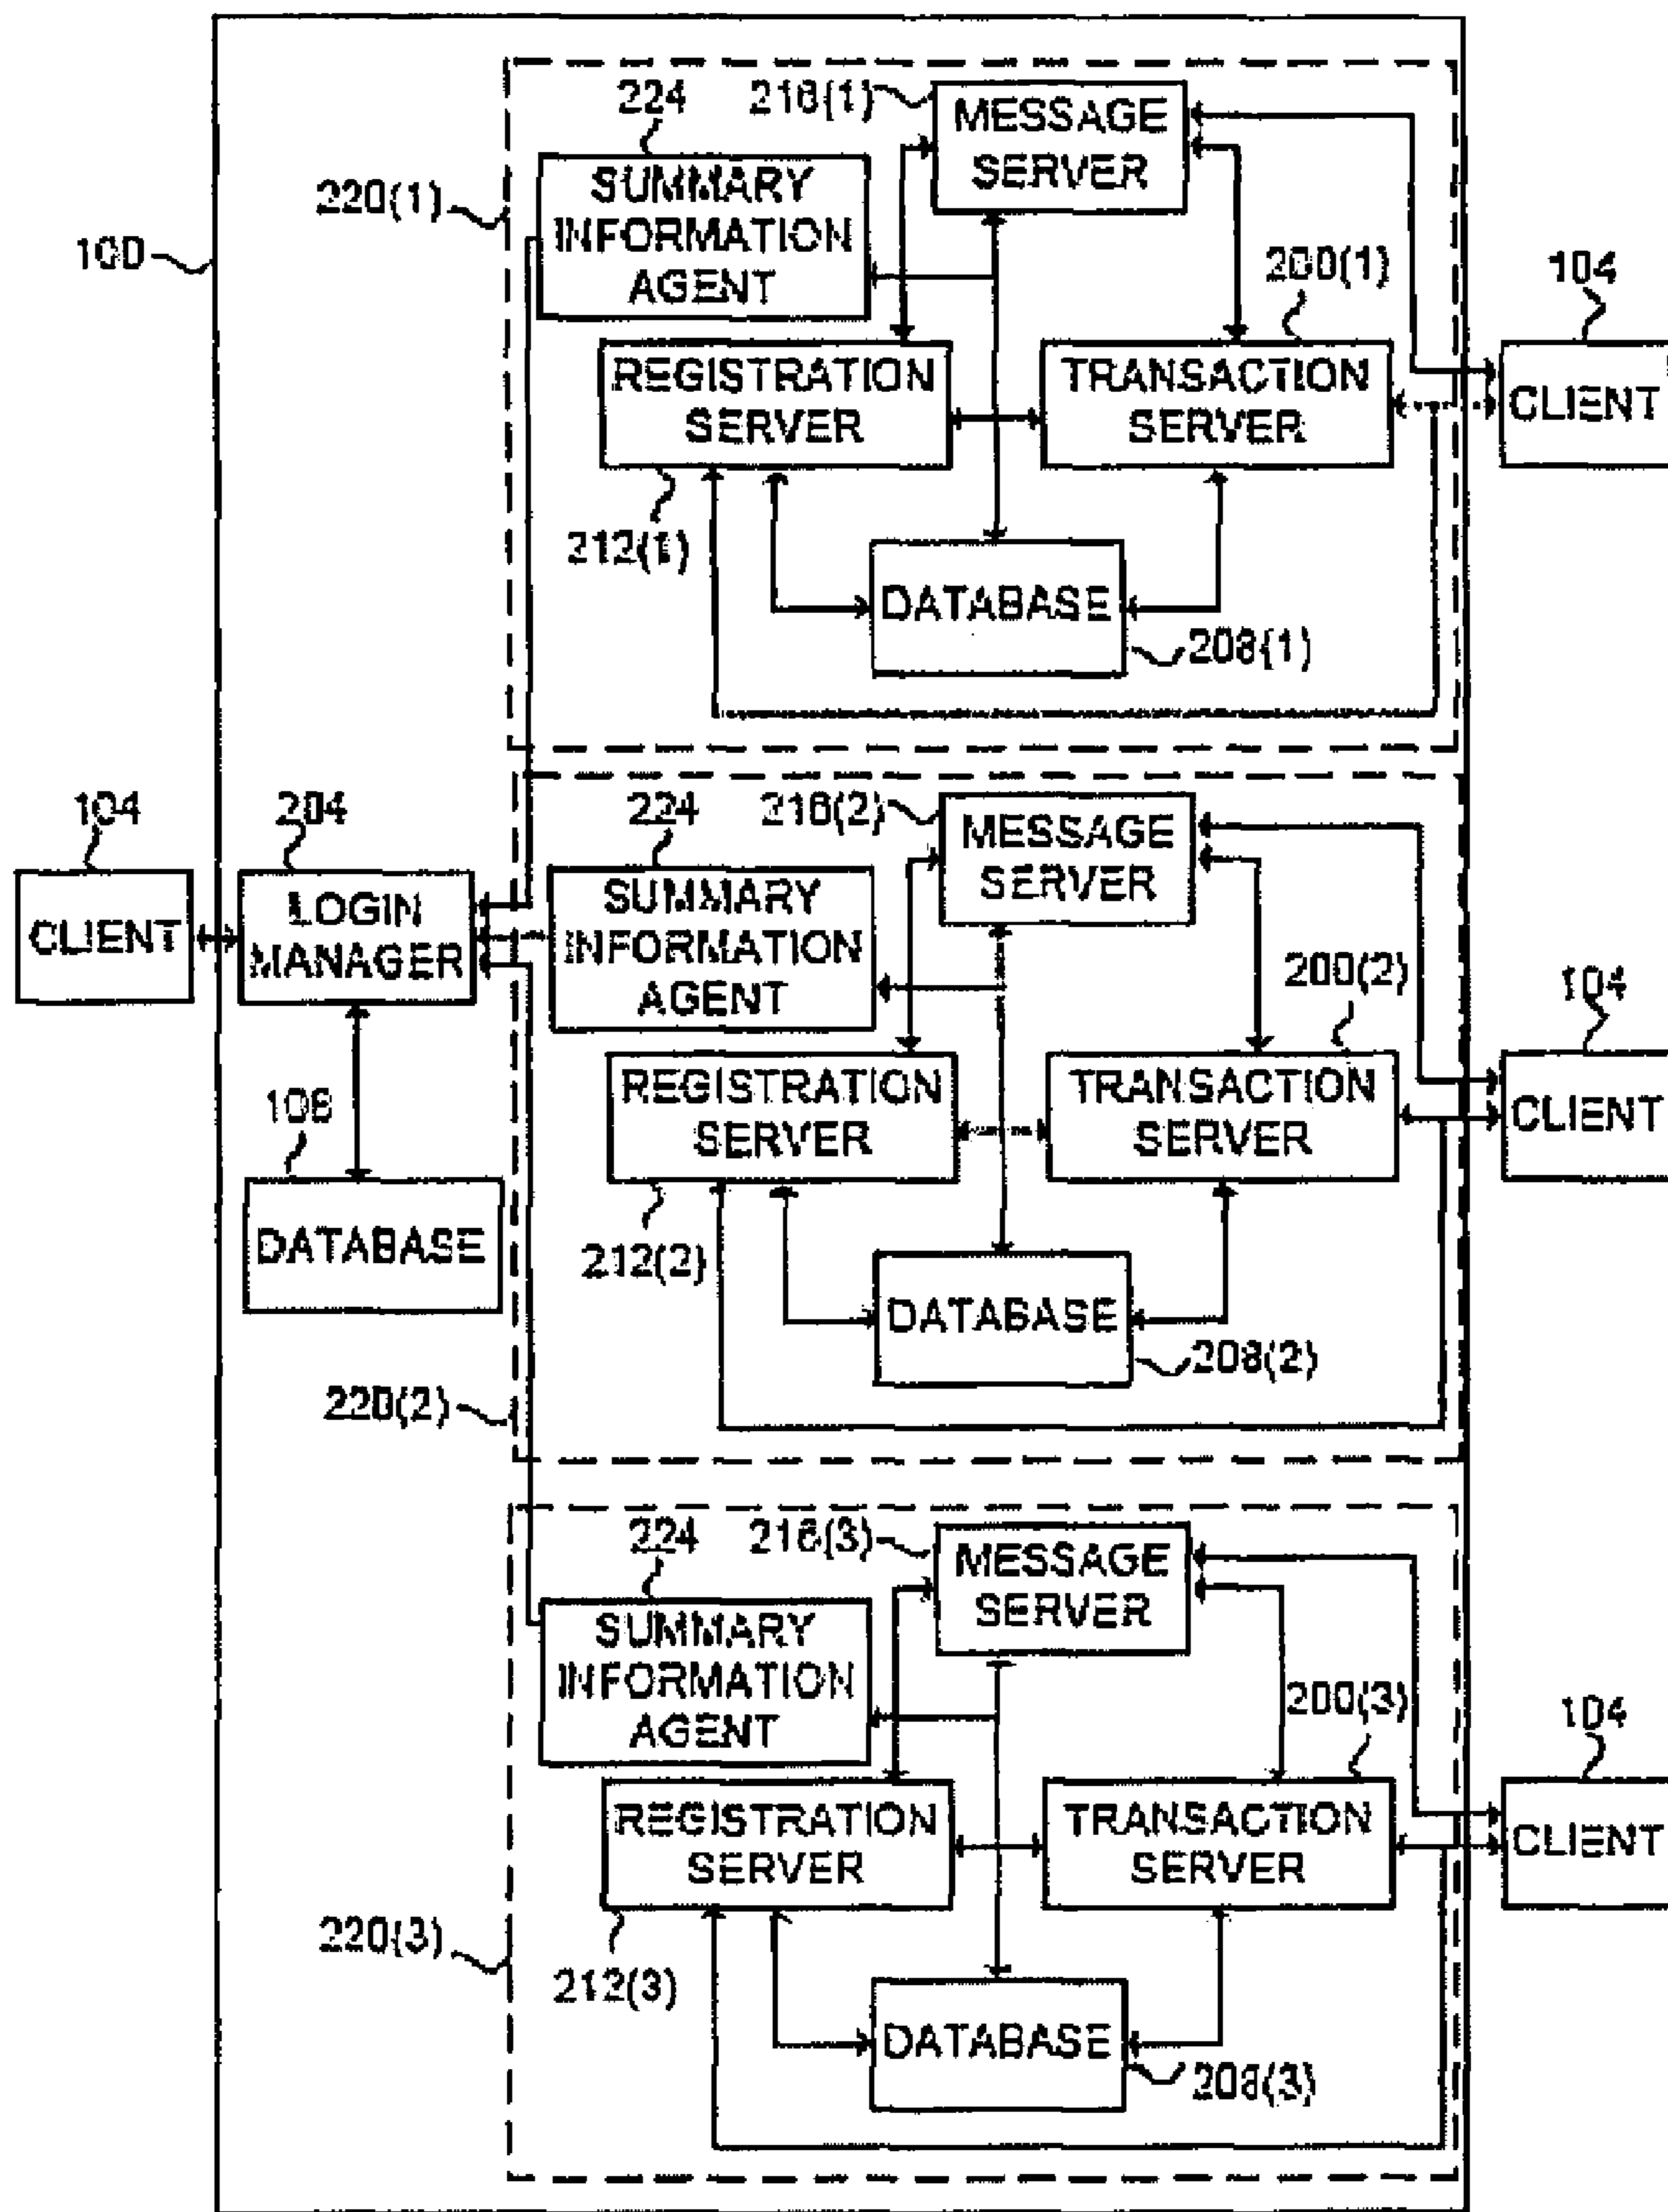 224
216(1)
MESSAGE
SERVER
SUMMARY
INFORMATION
AGENT
220(1)
100
200(1)
104
REGISTRATION
SERVER
TRANSACTION
SERVER
CLIENT
212(1)
DATABASE
208(1)
104
204
224
216(2)
MESSAGE
SERVER
CLIENT
LOGIN
MANAGER
SUMMARY
INFORMATION
AGENT
200(2)
104
REGISTRATION
SERVER
TRANSACTION
SERVER
CLIENT
108
DATABASE
212(2)
DATABASE
208(2)
220(2)
224
216(3)
MESSAGE
SERVER
SUMMARY
INFORMATION
AGENT
200(3)
104
REGISTRATION
SERVER
TRANSACTION
SERVER
CLIENT
220(3)
212(3)
DATABASE
208(3)